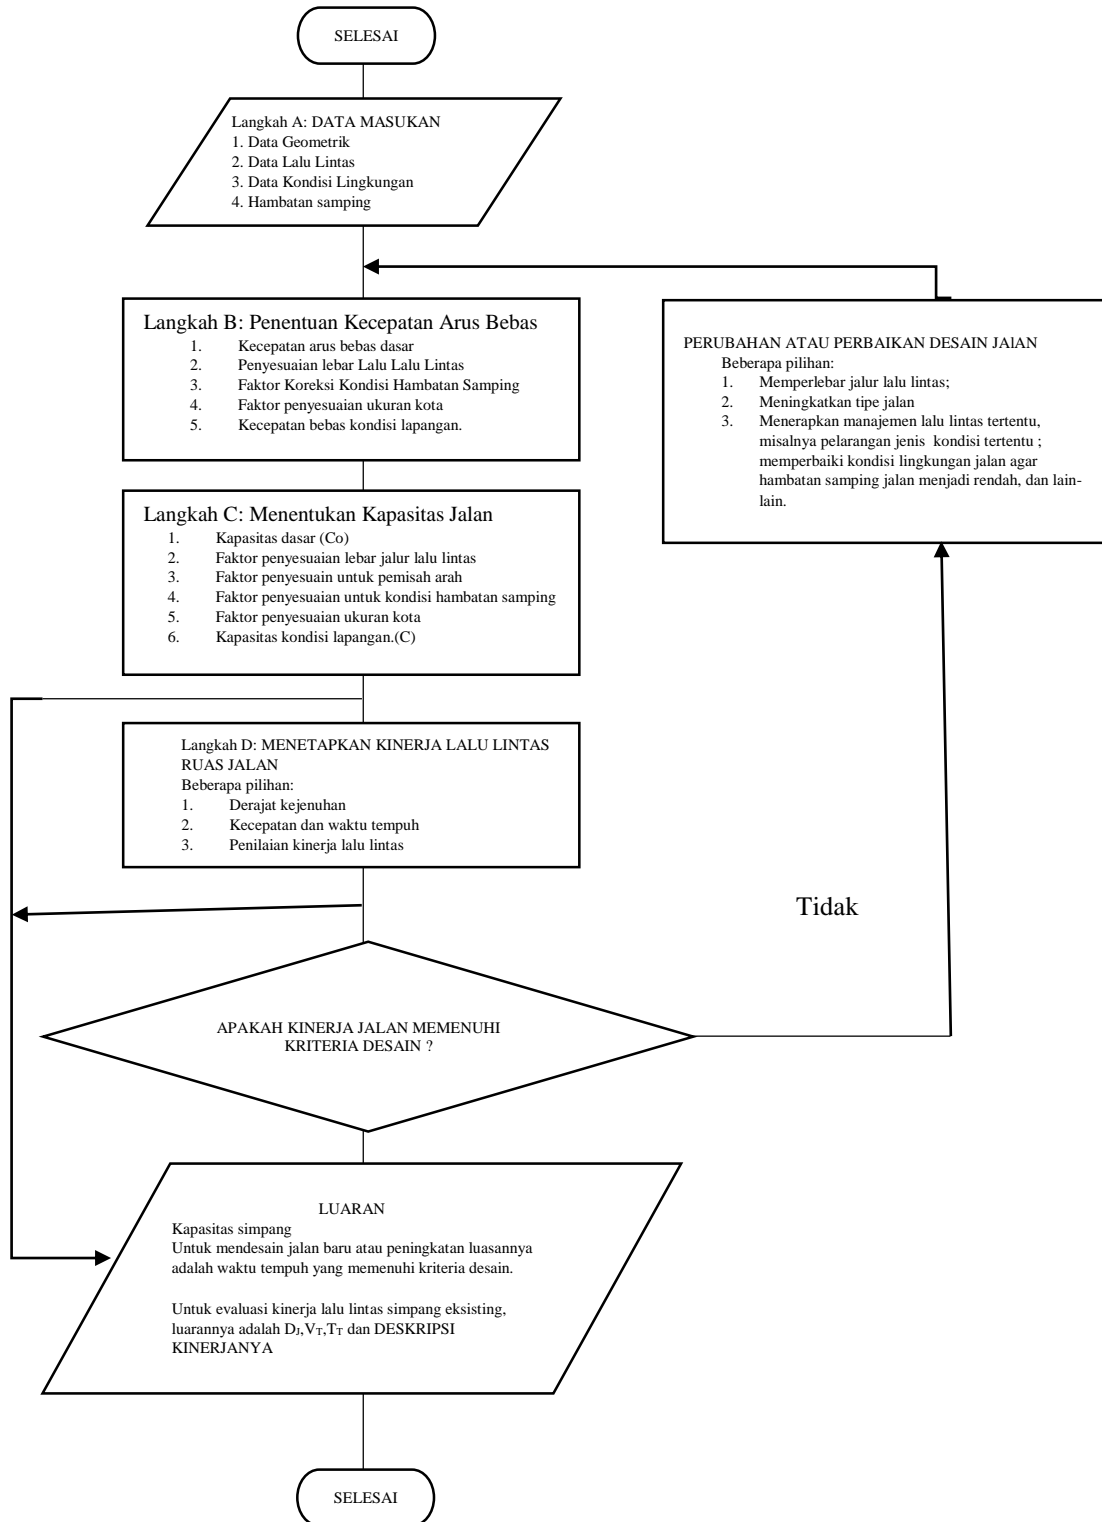 SELESAI
Langkah A: DATA MASUKAN
1. Data Geometrik
2. Data Lalu Lintas
3. Data Kondisi Lingkungan
4. Hambatan samping
Langkah B: Penentuan Kecepatan Arus Bebas
1. Kecepatan arus bebas dasar
2. Penyesuaian lebar Lalu Lalu Lintas
3. Faktor Koreksi Kondisi Hambatan Samping
4. Faktor penyesuaian ukuran kota
5. Kecepatan bebas kondisi lapangan.
PERUBAHAN ATAU PERBAIKAN DESAIN JAlAN
Beberapa pilihan:
1. Memperlebar jalur lalu lintas;
2. Meningkatkan tipe jalan
3. Menerapkan manajemen lalu lintas tertentu,
misalnya pelarangan jenis kondisi tertentu ;
memperbaiki kondisi lingkungan jalan agar
hambatan samping jalan menjadi rendah, dan lain-
lain.
Langkah C: Menentukan Kapasitas Jalan
1. Kapasitas dasar (Co)
2. Faktor penyesuaian lebar jalur lalu lintas
3. Faktor penyesuain untuk pemisah arah
4. Faktor penyesuaian untuk kondisi hambatan samping
5. Faktor penyesuaian ukuran kota
6. Kapasitas kondisi lapangan.(C)
Langkah D: MENETAPKAN KINERJA LALU LINTAS
RUAS JALAN
Beberapa pilihan:
1. Derajat kejenuhan
2. Kecepatan dan waktu tempuh
3. Penilaian kinerja lalu lintas
Tidak
APAKAH KINERJA JALAN MEMENUHI
KRITERIA DESAIN ?
LUARAN
Kapasitas simpang
Untuk mendesain jalan baru atau peningkatan luasannya
adalah waktu tempuh yang memenuhi kriteria desain.
Untuk evaluasi kinerja lalu lintas simpang eksisting,
luarannya adalah DJ,VT,TT dan DESKRIPSI
KINERJANYA
SELESAI